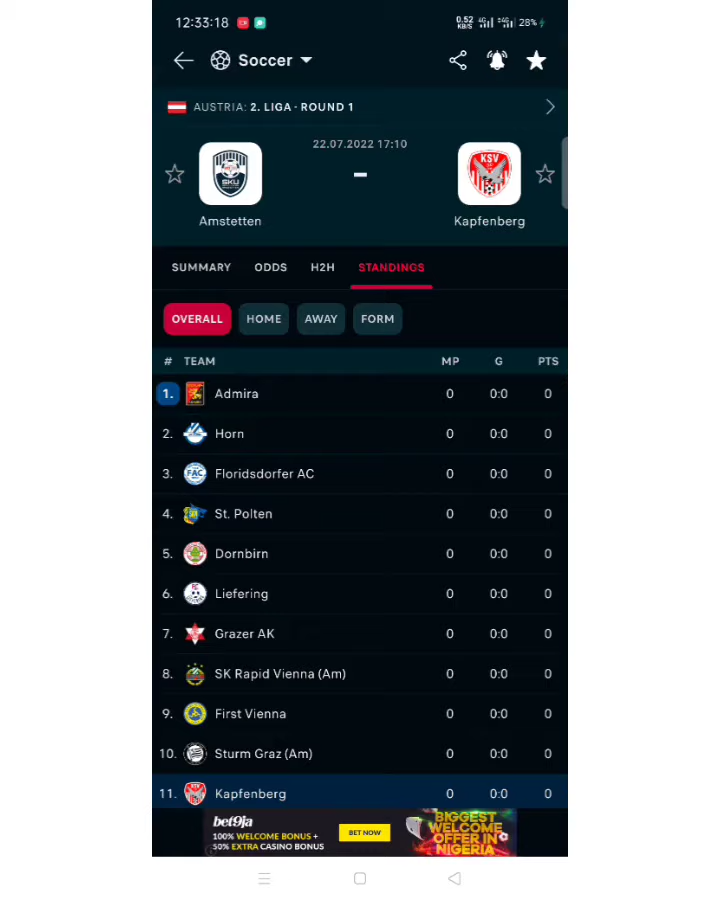 12:33:18 0.52 KB/S 4G 4G 28%
Soccer
AUSTRIA: 2. LIGA - ROUND 1
22.07.2022 17:10
SKU KSV
-
Amstetten Kapfenberg
SUMMARY ODDS H2H STANDINGS
OVERALL HOME AWAY FORM
# TEAM MP G PTS
1. Admira 0 0:0 0
2. Horn 0 0:0 0
3. FAC Floridsdorfer AC 0 0:0 0
4. St. Polten 0 0:0 0
5. Dornbirn 0 0:0 0
6. Liefering 0 0:0 0
7. Grazer AK 0 0:0 0
8. SK Rapid Vienna (Am) 0 0:0 0
9. First Vienna 0 0:0 0
10. Sturm Graz (Am) 0 0:0 0
11. Kapfenberg 0 0:0 0
bet9ja
100% WELCOME BONUS +
50% EXTRA CASINO BONUS
BET NOW
BIGGEST
WELCOME
OFFER IN
NIGERIA